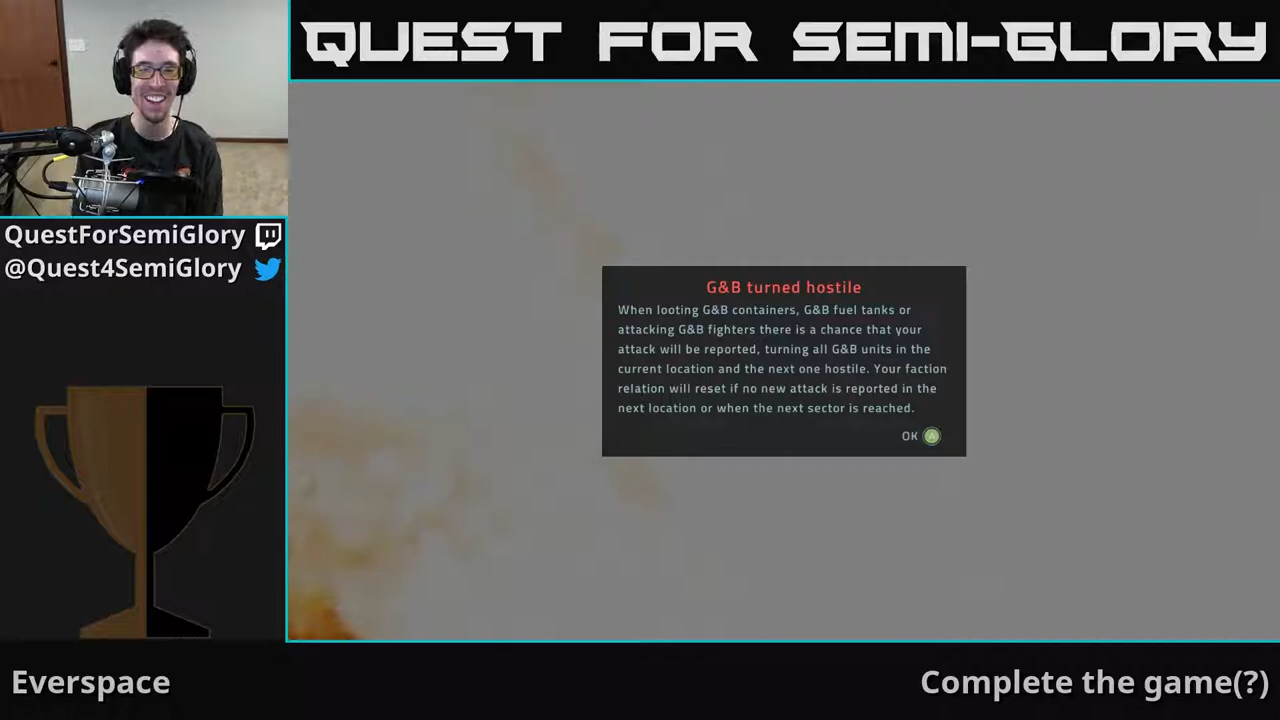 QUEST FOR SEMI-GLORY
QuestForSemiGlory
@Quest4SemiGlory
G&B turned hostile
When looting G&B containers, G&B fuel tanks or
attacking G&B fighters there is a chance that your
attack will be reported, turning all G&B units in the
current location and the next one hostile. Your faction
relation will reset if no new attack is reported in the
next location or when the next sector is reached.
OK A
Everspace
Complete the game(?)